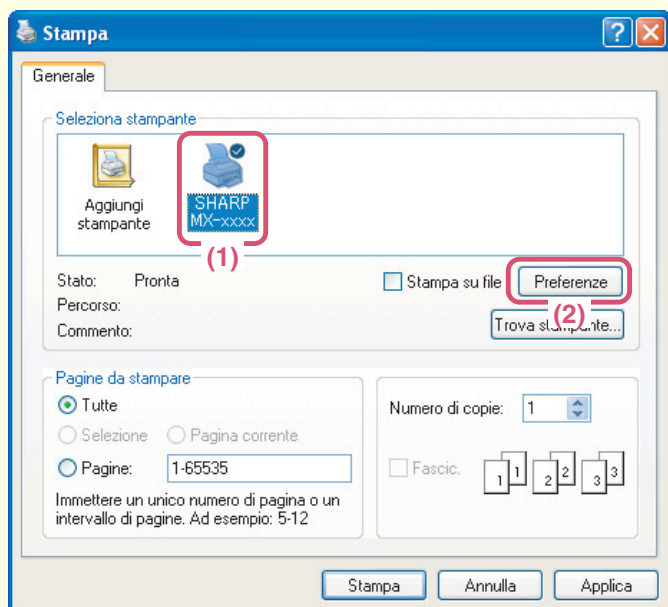 Stampa
Generale
Seleziona stampante
Aggiungi
stampante
SHARP
MX-xxxx
(1)
Stato: Pronta
Stampa su file
Preferenze
(2)
Percorso:
Commento:
Trova
Pagine da stampare
Tutte
Selezione Pagina corrente
Pagine: 1-65535
Immettere un unico numero di pagina o un
intervallo di pagine. Ad esempio: 5-12
Numero di copie: 1
Fascic.
1 1 2 2 3 3
Stampa Annulla Applica